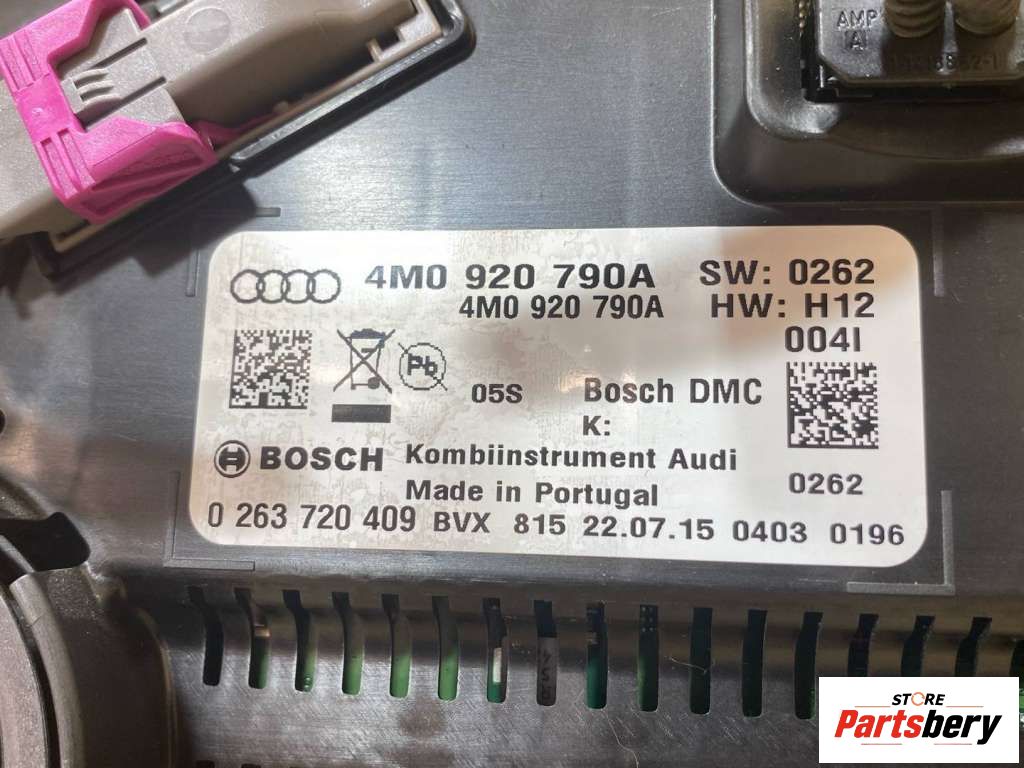 AMP
4M0 920 790A SW: 0262
4M0 920 790A HW: H12
004I
Pb
05S Bosch DMC
K:
BOSCH Kombiinstrument Audi
0262
Made in Portugal
0 263 720 409 BVX 815 22.07.15 0403 0196
STORE
Partsbery